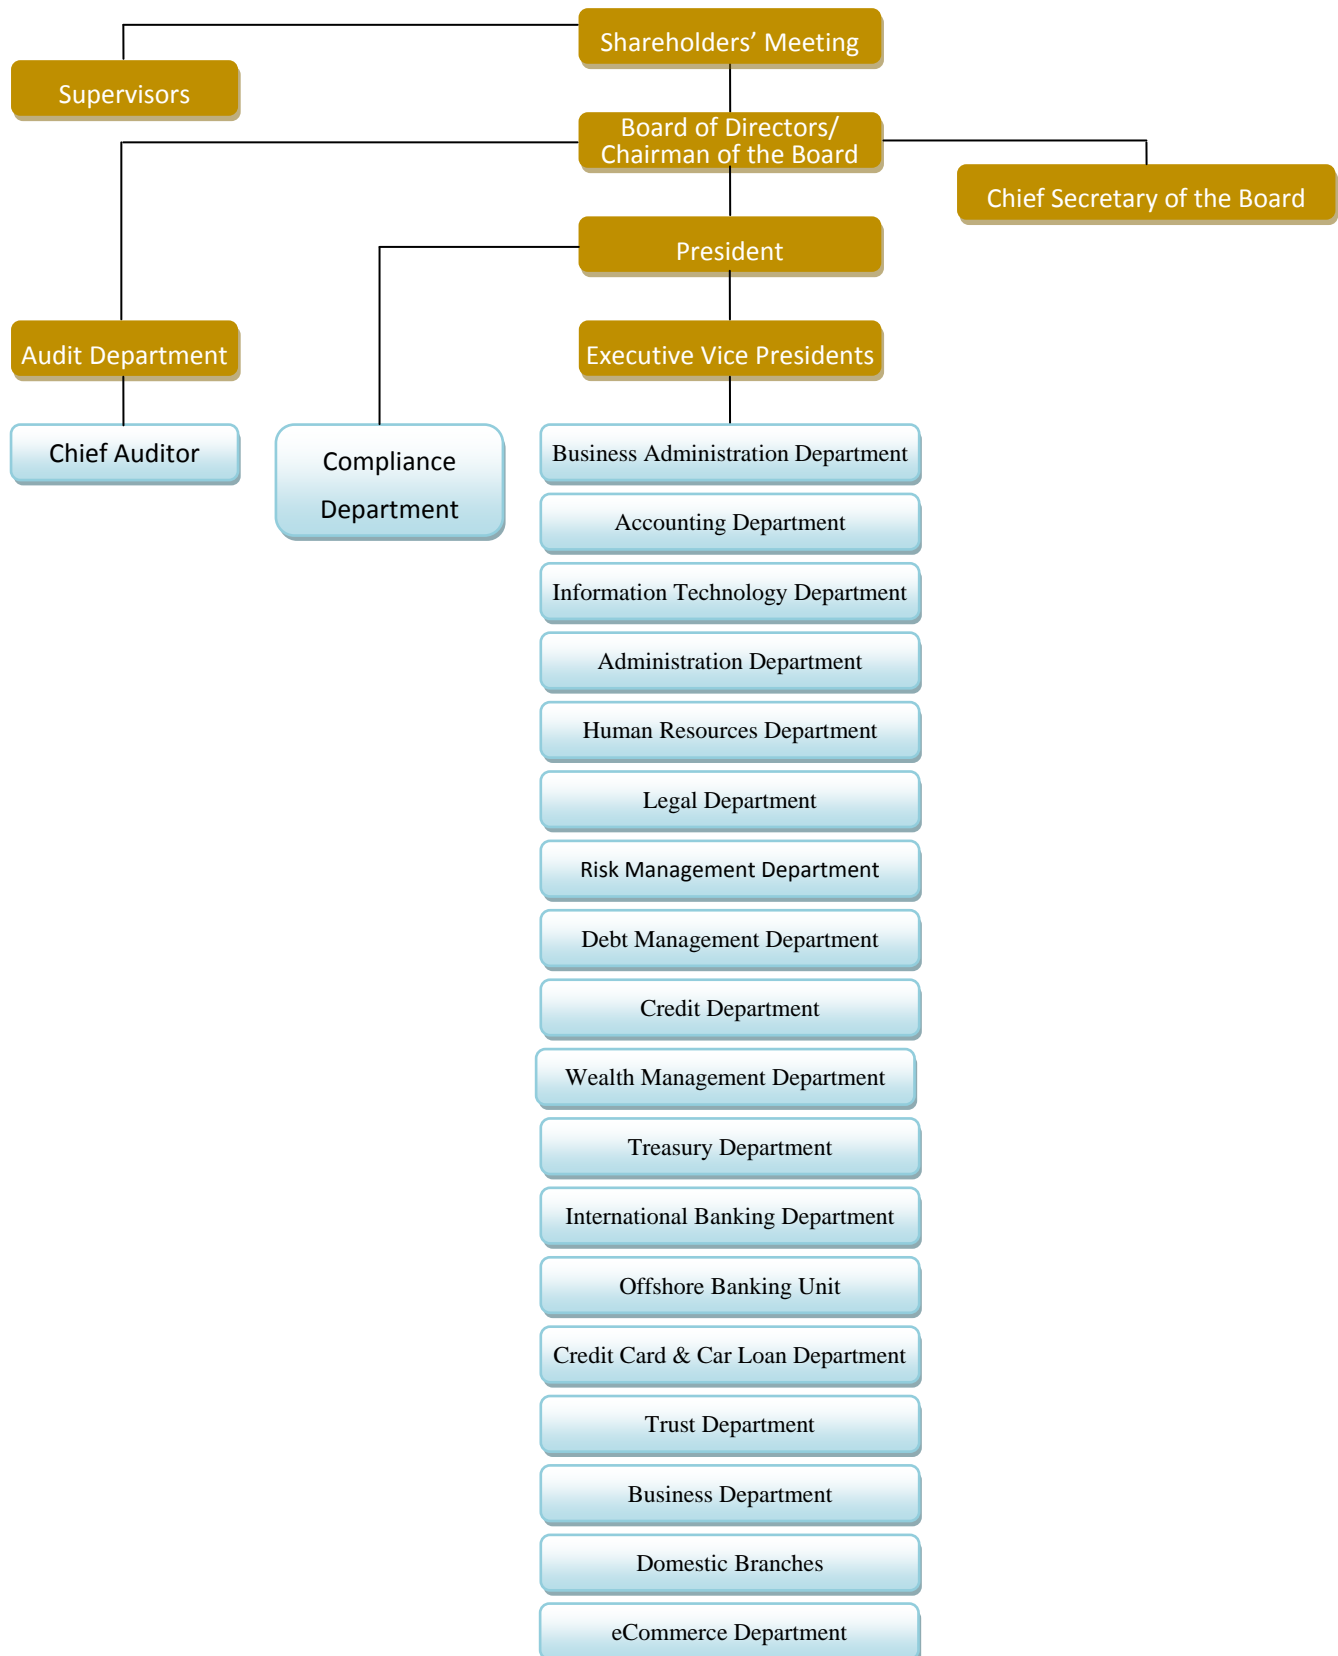 Shareholders’ Meeting
Supervisors
Board of Directors/
Chairman of the Board
Chief Secretary of the Board
President
Audit Department
Executive Vice Presidents
Chief Auditor
Compliance
Department
Business Administration Department
Accounting Department
Information Technology Department
Administration Department
Human Resources Department
Legal Department
Risk Management Department
Debt Management Department
Credit Department
Wealth Management Department
Treasury Department
International Banking Department
Offshore Banking Unit
Credit Card & Car Loan Department
Trust Department
Business Department
Domestic Branches
eCommerce Department